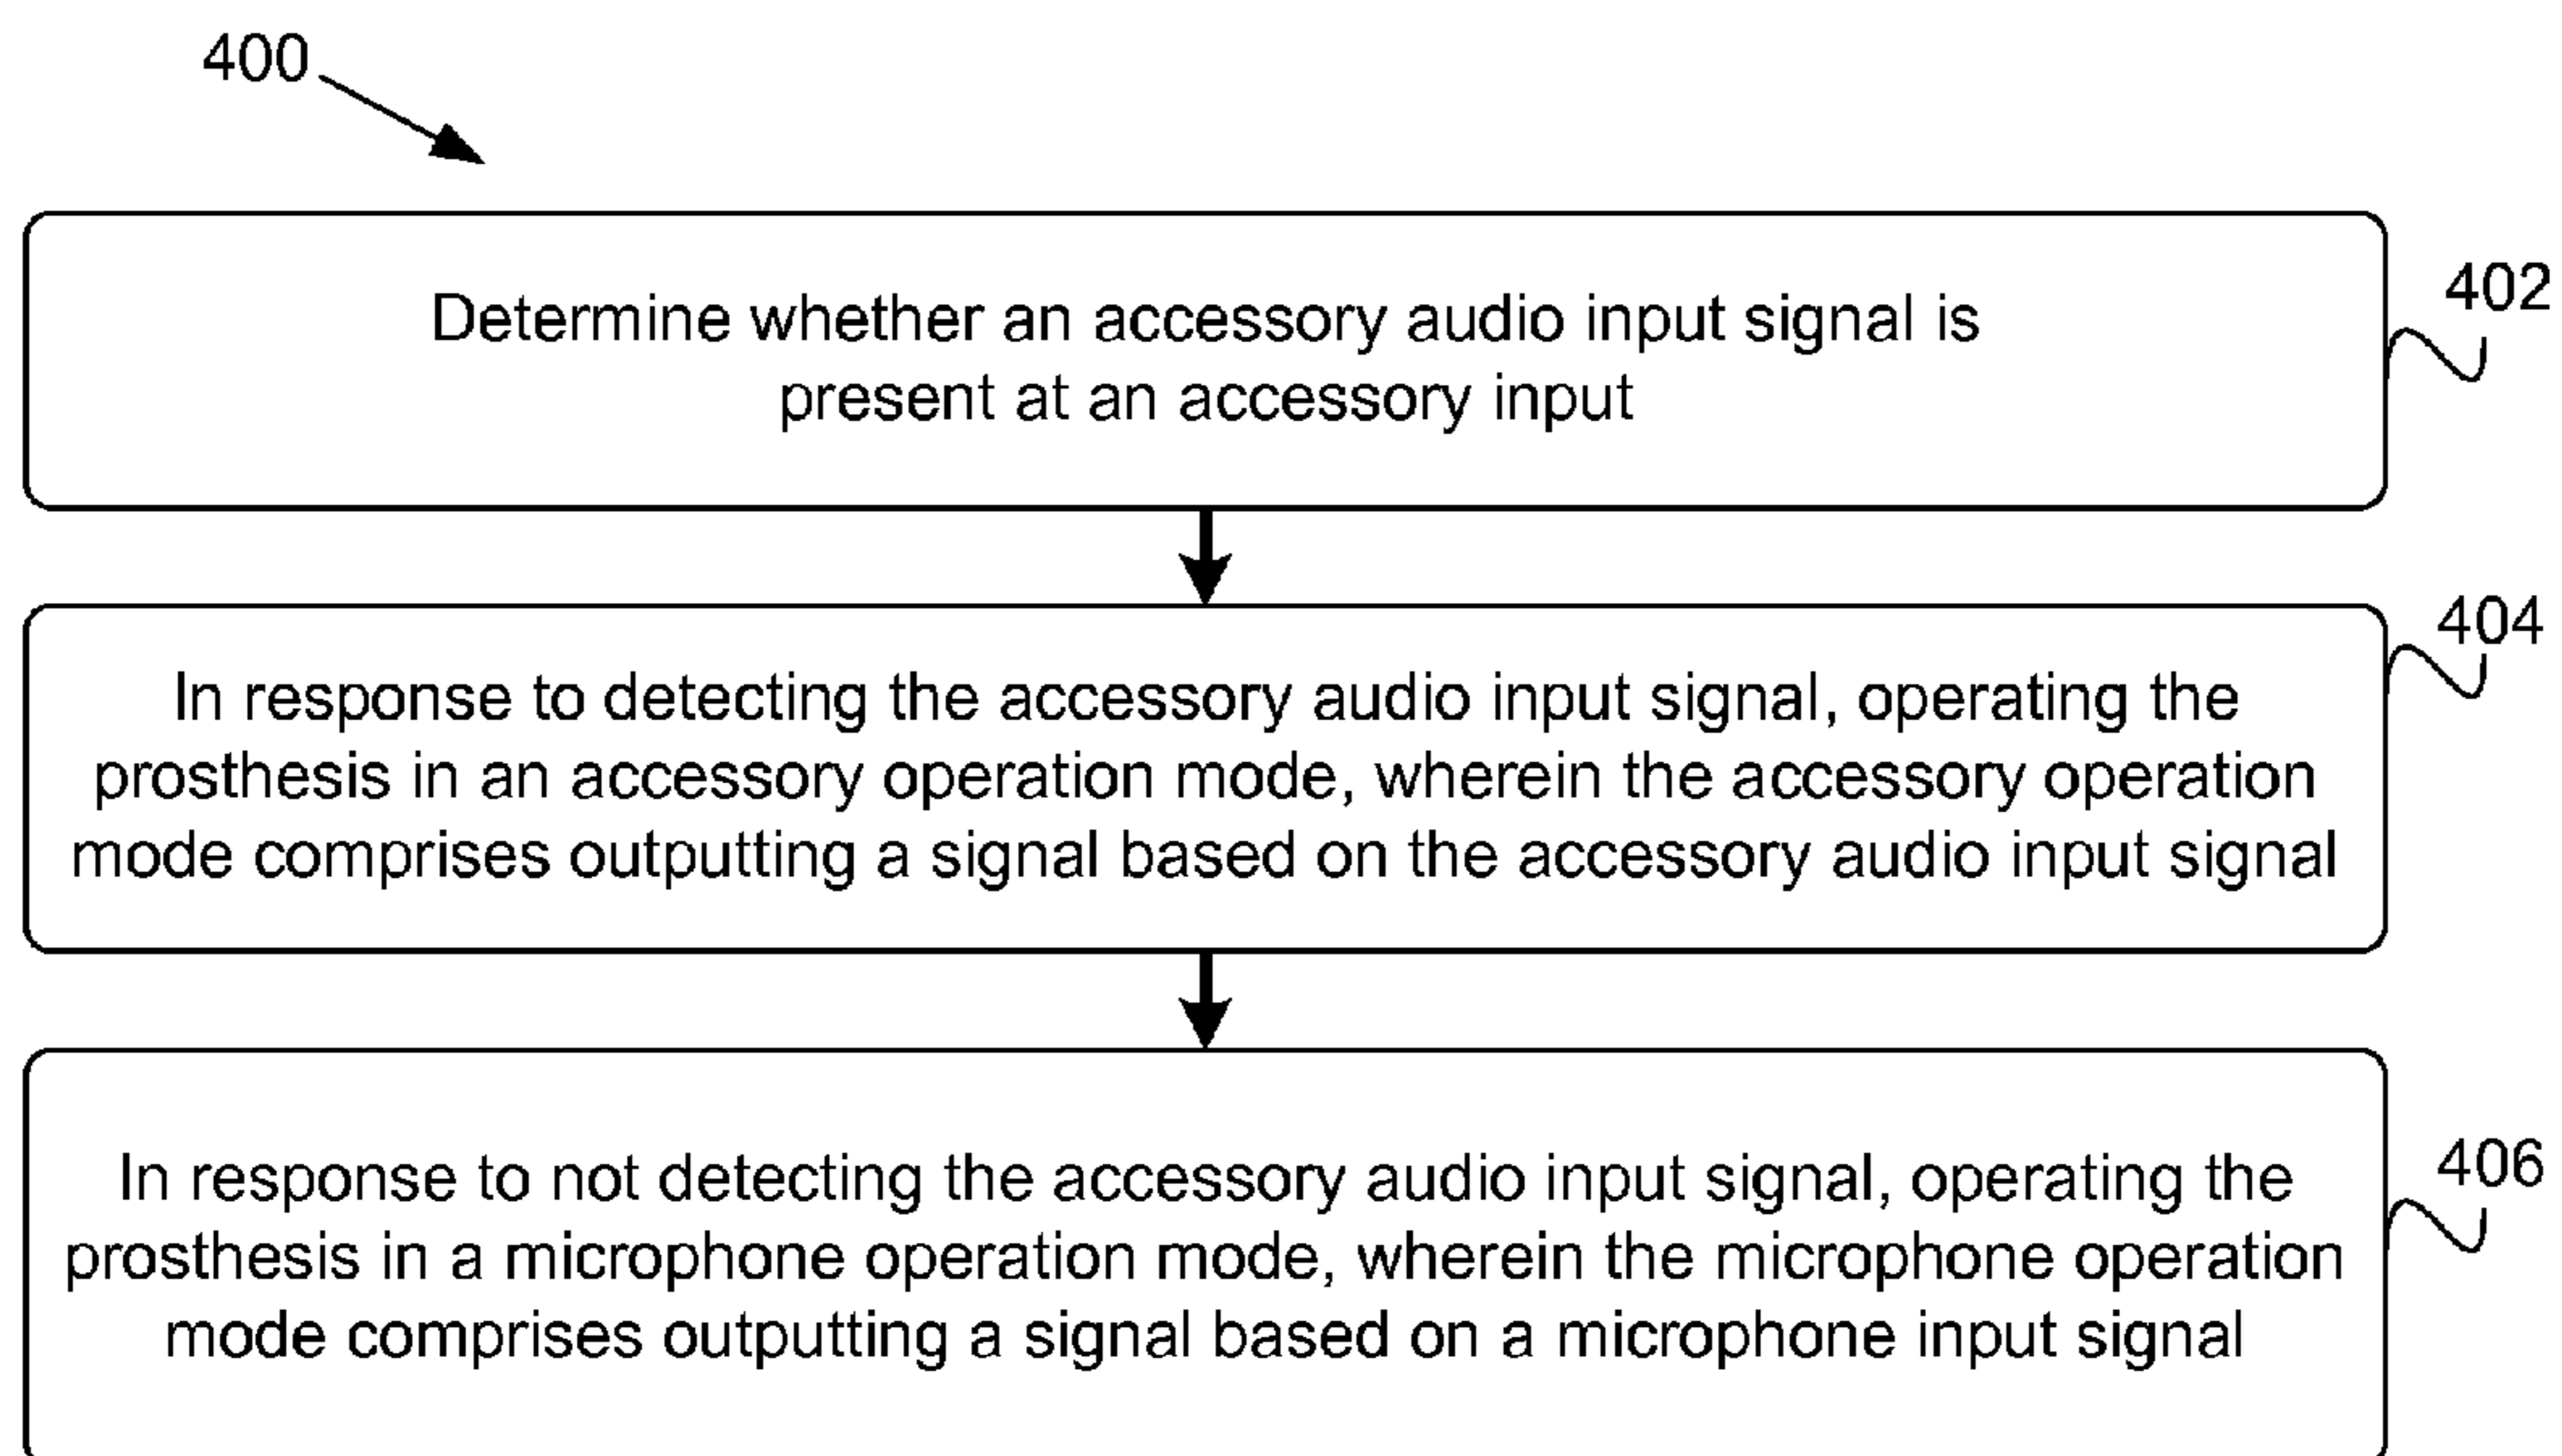 400
Determine whether an accessory audio input signal is
present at an accessory input
402
In response to detecting the accessory audio input signal, operating the
prosthesis in an accessory operation mode, wherein the accessory operation
mode comprises outputting a signal based on the accessory audio input signal
404
In response to not detecting the accessory audio input signal, operating the
prosthesis in a microphone operation mode, wherein the microphone operation
mode comprises outputting a signal based on a microphone input signal
406